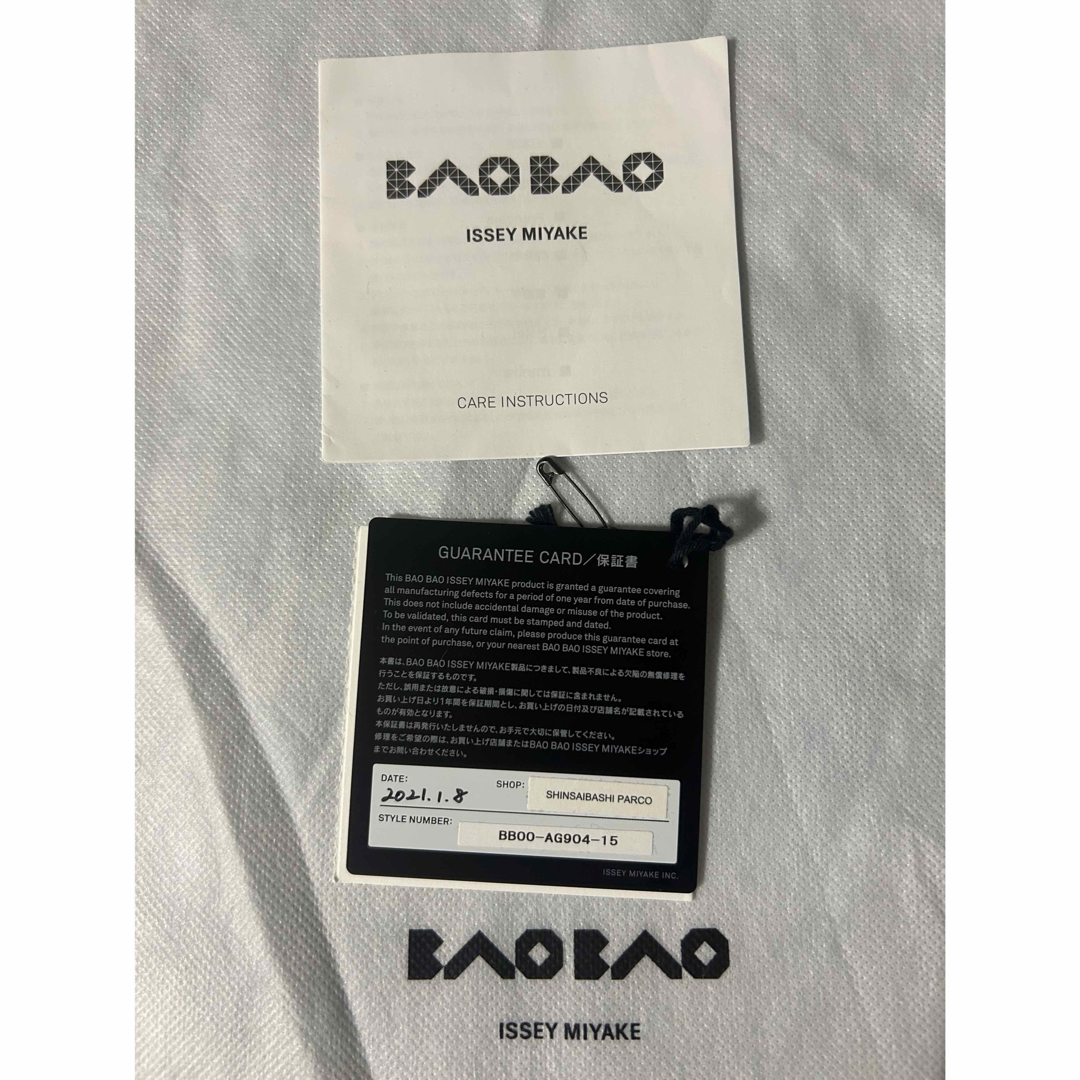 BAOBAO
ISSEY MIYAKE
CARE INSTRUCTIONS
GUARANTEE CARD／保証書
This BAO BAO ISSEY MIYAKE product is granted a guarantee covering
all manufacturing defects for a period of one year from date of purchase.
This does not include accidental damage or misuse of the product.
To be validated, this card must be stamped and dated.
In the event of any future claim, please produce this guarantee card at
the point of purchase, or your nearest BAO BAO ISSEY MIYAKE store.
本書は、BAO BAO ISSEY MIYAKE製品につきまして、製品不良による欠陥の無償修理を
行うことを保証するものです。
ただし、誤用または故意による破損・損傷に関しては保証に含まれません。
お買い上げ日より1年間を保証期間とし、お買い上げの日付及び店舗名が記載されている
ものが有効となります。
本保証書は再発行いたしませんので、お手元で大切に保管してください。
修理をご希望の際は、お買い上げ店舗またはBAO BAO ISSEY MIYAKEショップ
までお問い合わせください。
DATE: 2021.1.8 SHOP: SHINSAIBASHI PARCO
STYLE NUMBER: BB00-AG904-15
ISSEY MIYAKE INC.
BAOBAO
ISSEY MIYAKE